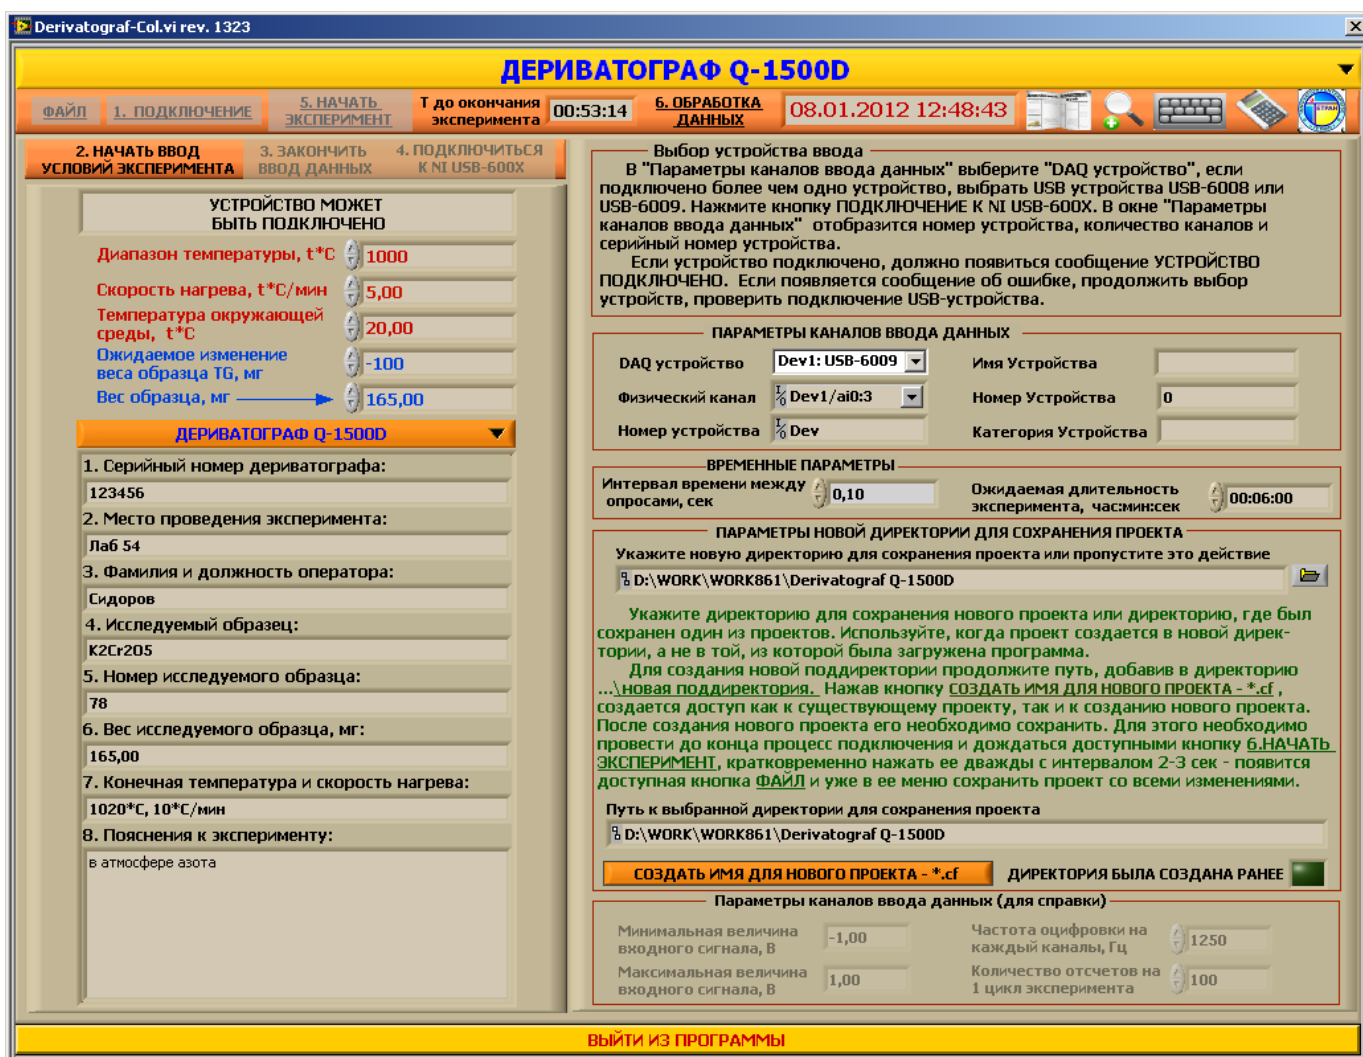 Derivatograf-Col.vi rev. 1323
ДЕРИВАТОГРАФ Q-1500D
ФАЙЛ
1. ПОДКЛЮЧЕНИЕ
5. НАЧАТЬ
ЭКСПЕРИМЕНТ
Т до окончания
эксперимента
00:53:14
6. ОБРАБОТКА
ДАННЫХ
08.01.2012 12:48:43
2. НАЧАТЬ ВВОД
УСЛОВИЙ ЭКСПЕРИМЕНТА
3. ЗАКОНЧИТЬ
ВВОД ДАННЫХ
4. ПОДКЛЮЧИТЬСЯ
К NI USB-600X
УСТРОЙСТВО МОЖЕТ
БЫТЬ ПОДКЛЮЧЕНО
Диапазон температуры, t*C 1000
Скорость нагрева, t*C/мин 5,00
Температура окружающей
среды, t*C 20,00
Ожидаемое изменение
веса образца TG, мг -100
Вес образца, мг 165,00
ДЕРИВАТОГРАФ Q-1500D
1. Серийный номер дериватографа:
123456
2. Место проведения эксперимента:
Лаб 54
3. Фамилия и должность оператора:
Сидоров
4. Исследуемый образец:
K2Cr2O5
5. Номер исследуемого образца:
78
6. Вес исследуемого образца, мг:
165,00
7. Конечная температура и скорость нагрева:
1020*C, 10*C/мин
8. Пояснения к эксперименту:
в атмосфере азота
Выбор устройства ввода
В "Параметры каналов ввода данных" выберите "DAQ устройство", если
подключено более чем одно устройство, выбрать USB устройства USB-6008 или
USB-6009. Нажмите кнопку ПОДКЛЮЧЕНИЕ К NI USB-600X. В окне "Параметры
каналов ввода данных" отобразится номер устройства, количество каналов и
серийный номер устройства.
Если устройство подключено, должно появиться сообщение УСТРОЙСТВО
ПОДКЛЮЧЕНО. Если появляется сообщение об ошибке, продолжить выбор
устройств, проверить подключение USB-устройства.
ПАРАМЕТРЫ КАНАЛОВ ВВОДА ДАННЫХ
DAQ устройство Dev1: USB-6009 Имя Устройства
Физический канал Dev1/ai0:3 Номер Устройства 0
Номер устройства Dev Категория Устройства
ВРЕМЕННЫЕ ПАРАМЕТРЫ
Интервал времени между
опросами, сек 0,10
Ожидаемая длительность
эксперимента, час:мин:сек 00:06:00
ПАРАМЕТРЫ НОВОЙ ДИРЕКТОРИИ ДЛЯ СОХРАНЕНИЯ ПРОЕКТА
Укажите новую директорию для сохранения проекта или пропустите это действие
D:\WORK\WORK861\Derivatograf Q-1500D
Укажите директорию для сохранения нового проекта или директорию, где был
сохранен один из проектов. Используйте, когда проект создается в новой дирек-
тории, а не в той, из которой была загружена программа.
Для создания новой поддиректории продолжите путь, добавив в директорию
...\новая поддиректория. Нажав кнопку СОЗДАТЬ ИМЯ ДЛЯ НОВОГО ПРОЕКТА - *.cf ,
создается доступ как к существующему проекту, так и к созданию нового проекта.
После создания нового проекта его необходимо сохранить. Для этого необходимо
провести до конца процесс подключения и дождаться доступными кнопку 6.НАЧАТЬ
ЭКСПЕРИМЕНТ, кратковременно нажать ее дважды с интервалом 2-3 сек - появится
доступная кнопка ФАЙЛ и уже в ее меню сохранить проект со всеми изменениями.
Путь к выбранной директории для сохранения проекта
D:\WORK\WORK861\Derivatograf Q-1500D
СОЗДАТЬ ИМЯ ДЛЯ НОВОГО ПРОЕКТА - *.cf
ДИРЕКТОРИЯ БЫЛА СОЗДАНА РАНЕЕ
Параметры каналов ввода данных (для справки)
Минимальная величина
входного сигнала, В -1,00
Частота оцифровки на
каждый каналы, Гц 1250
Максимальная величина
входного сигнала, В 1,00
Количество отсчетов на
1 цикл эксперимента 100
ВЫЙТИ ИЗ ПРОГРАММЫ